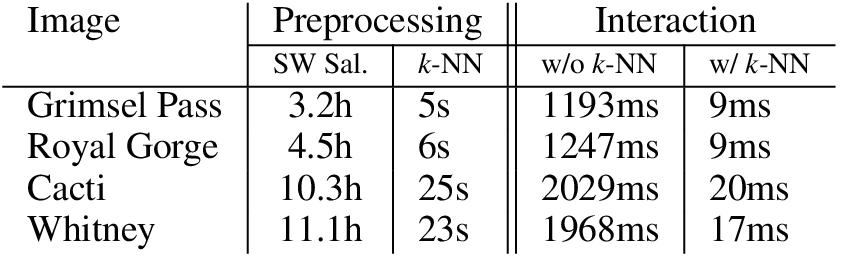 Image Preprocessing Interaction
SW Sal. k-NN w/o k-NN w/ k-NN
Grimsel Pass 3.2h 5s 1193ms 9ms
Royal Gorge 4.5h 6s 1247ms 9ms
Cacti 10.3h 25s 2029ms 20ms
Whitney 11.1h 23s 1968ms 17ms